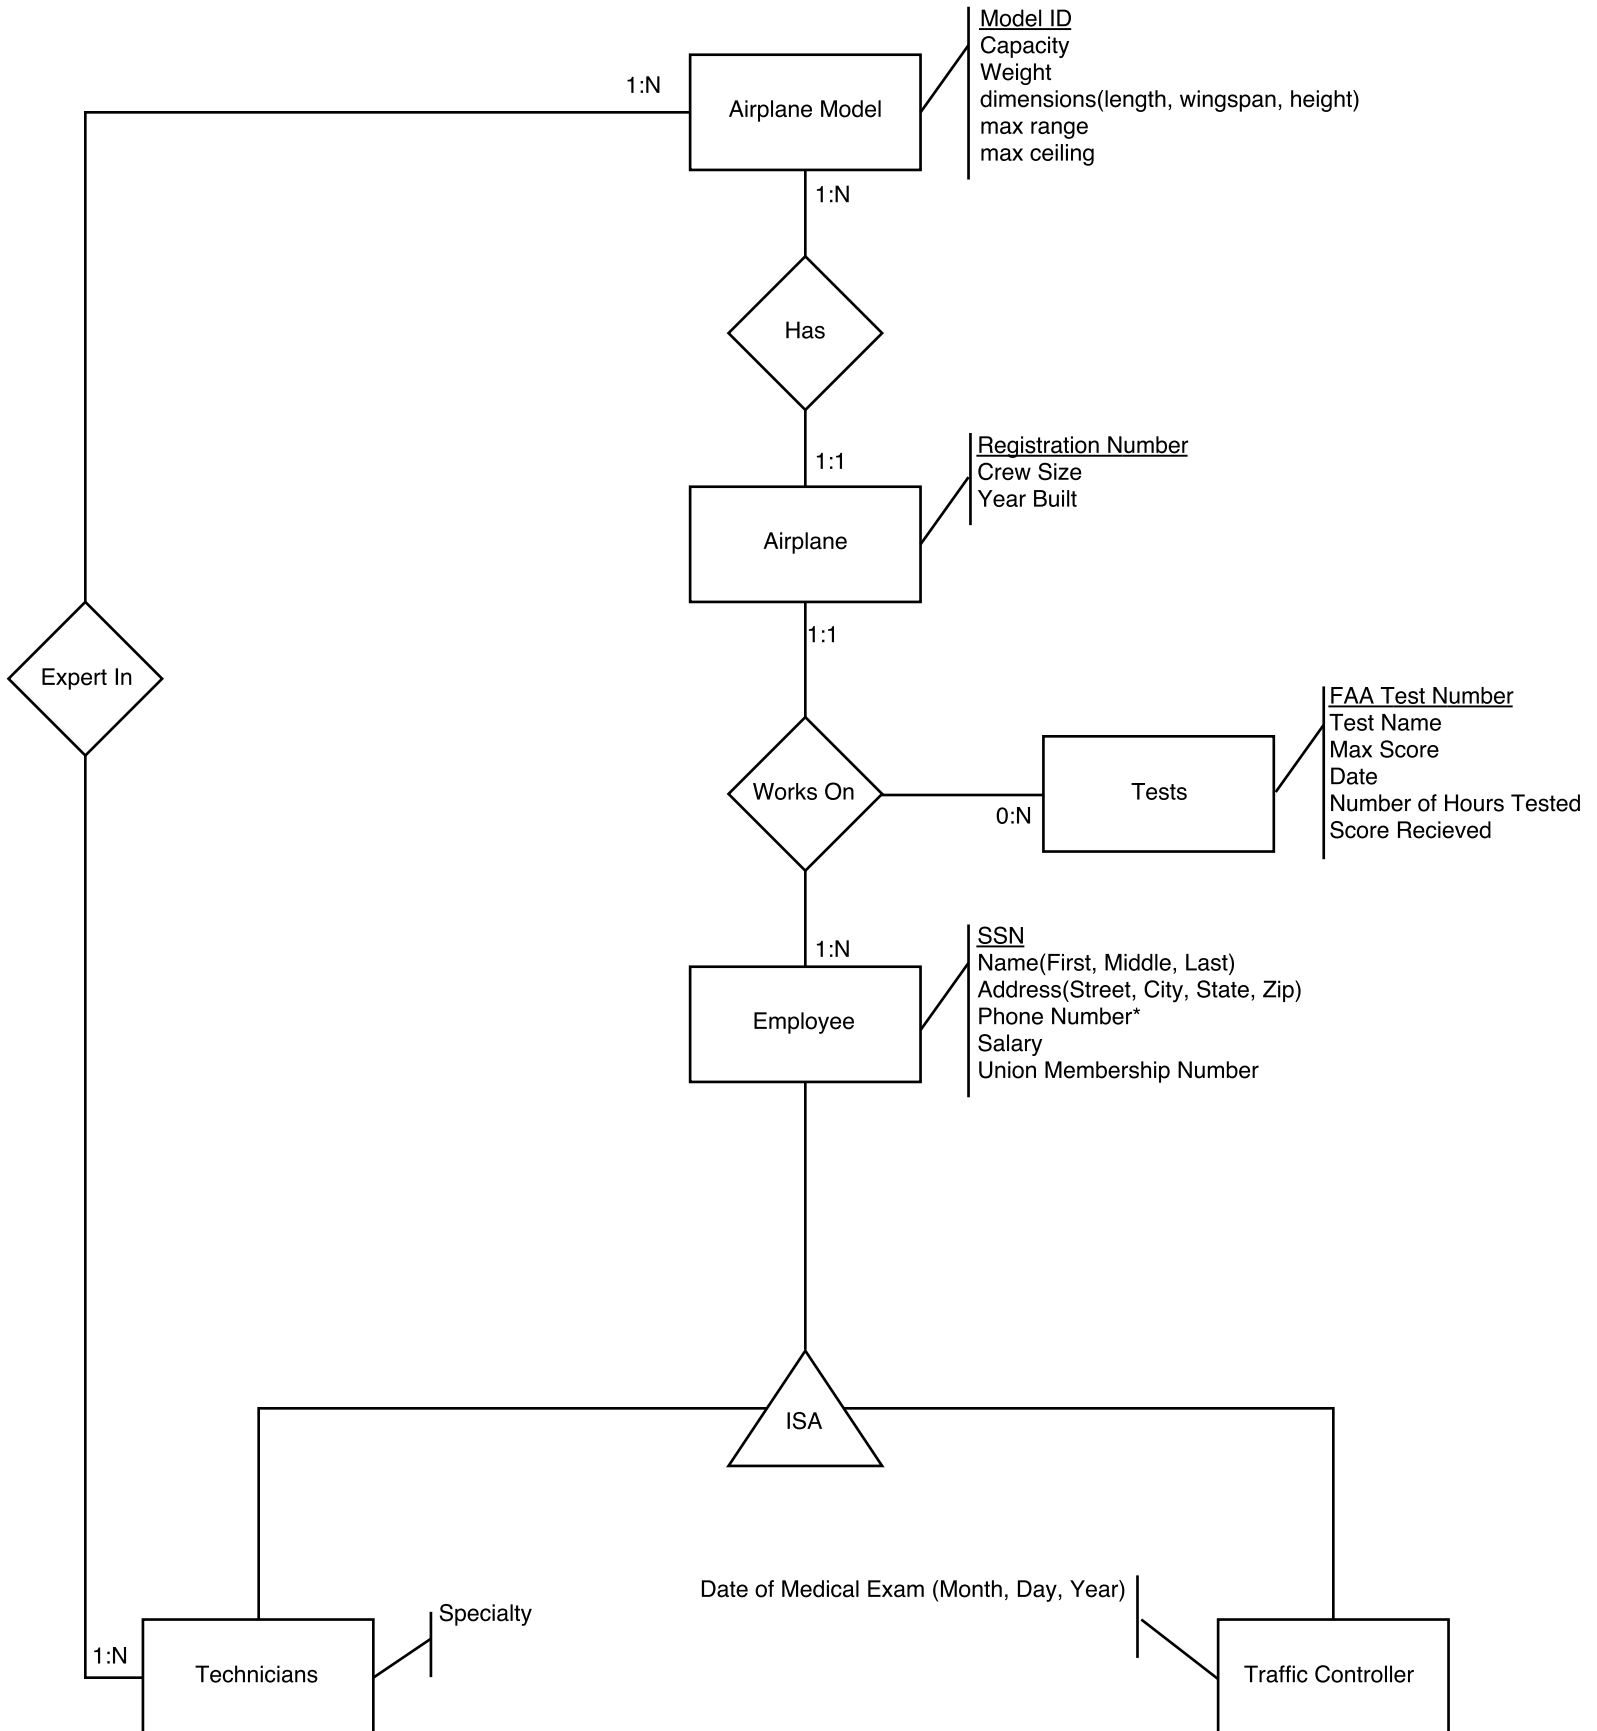 Model ID
Capacity
Weight
dimensions(length, wingspan, height)
max range
max ceiling
1:N
Airplane Model
1:N
Has
1:1
Registration Number
Crew Size
Year Built
Airplane
1:1
Expert In
FAA Test Number
Test Name
Max Score
Date
Number of Hours Tested
Score Recieved
Works On
Tests
0:N
1:N
SSN
Name(First, Middle, Last)
Address(Street, City, State, Zip)
Phone Number*
Salary
Union Membership Number
Employee
ISA
Date of Medical Exam (Month, Day, Year)
Specialty
1:N
Technicians
Traffic Controller